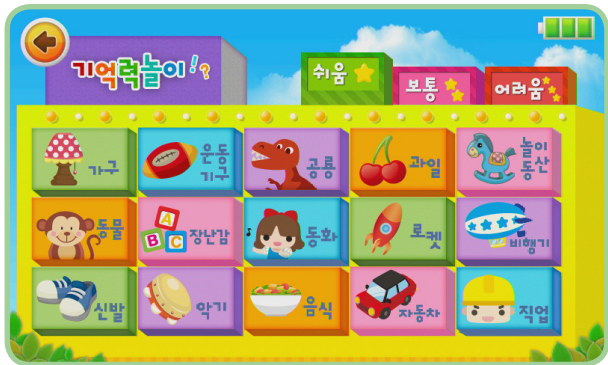 기억력놀이!?
쉬움
보통
어려움
가구
운동
기구
공룡
과일
놀이
동산
동물
A
B C
장난감
동화
로켓
비행기
신발
악기
음식
자동차
직업